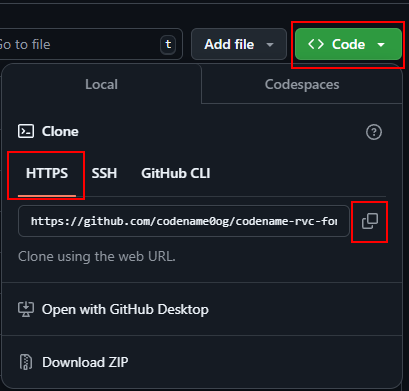 Go to file t Add file Code
Local Codespaces
Clone
HTTPS SSH GitHub CLI
https://github.com/codename0og/codename-rvc-fo
Clone using the web URL.
Open with GitHub Desktop
Download ZIP